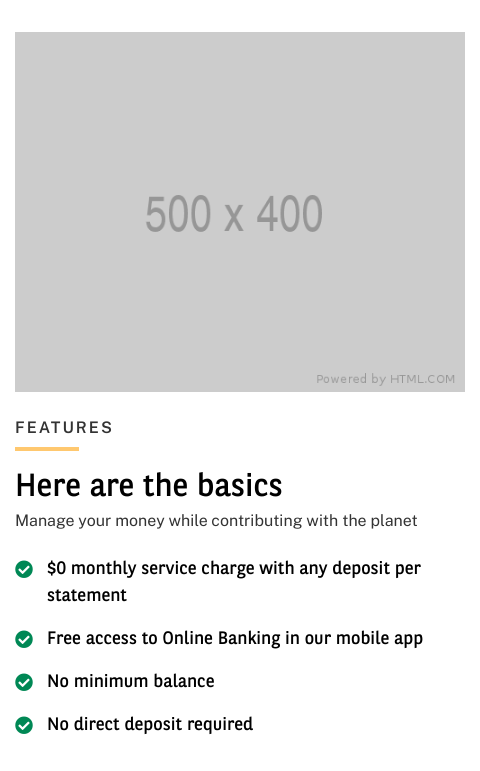 500 x 400
Powered by HTML.COM
FEATURES
Here are the basics
Manage your money while contributing with the planet
$0 monthly service charge with any deposit per
statement
Free access to Online Banking in our mobile app
No minimum balance
No direct deposit required